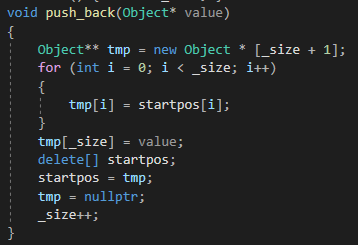 void push_back(Object* value)
{
    Object** tmp = new Object * [_size + 1];
    for (int i = 0; i < _size; i++)
    {
        tmp[i] = startpos[i];
    }
    tmp[_size] = value;
    delete[] startpos;
    startpos = tmp;
    tmp = nullptr;
    _size++;
}